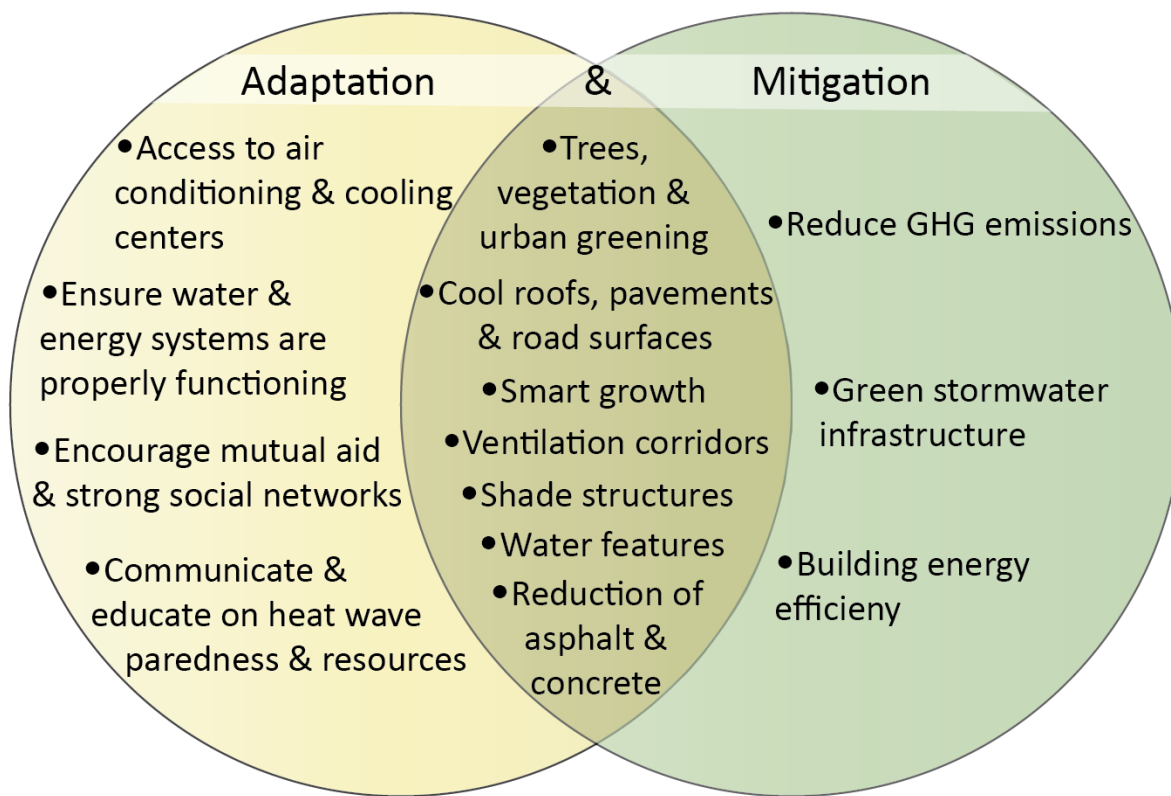 Adaptation & Mitigation
•Access to air
conditioning & cooling
centers
•Ensure water &
energy systems are
properly functioning
•Encourage mutual aid
& strong social networks
•Communicate &
educate on heat wave
paredness & resources
•Trees,
vegetation &
urban greening
•Cool roofs, pavements
& road surfaces
•Smart growth
•Ventilation corridors
•Shade structures
•Water features
•Reduction of
asphalt &
concrete
•Reduce GHG emissions
•Green stormwater
infrastructure
•Building energy
efficieny